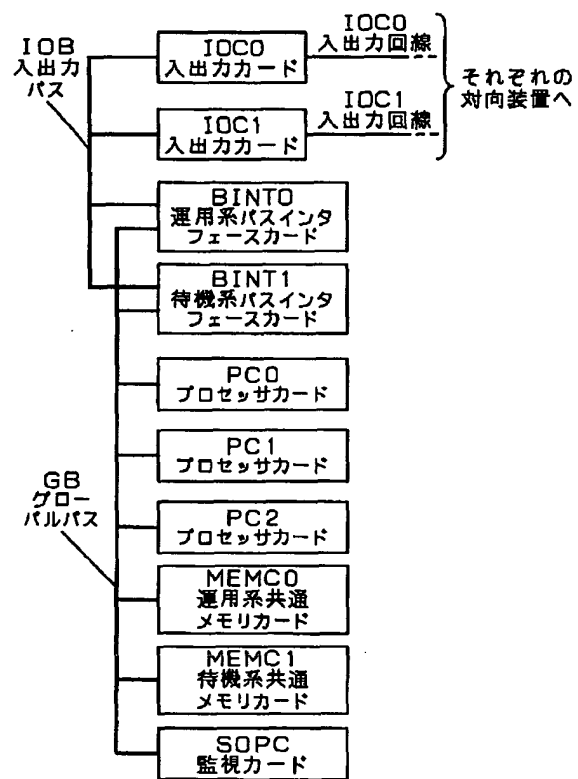 IOB
入出力
バス
IOC0
入出力カード
IOC0
入出力回線
IOC1
入出力カード
IOC1
入出力回線
それぞれの
対向装置へ
BINT0
運用系バスインタ
フェースカード
BINT1
待機系バスインタ
フェースカード
PC0
プロセッサカード
PC1
プロセッサカード
GB
グロー
バルバス
PC2
プロセッサカード
MEMC0
運用系共通
メモリカード
MEMC1
待機系共通
メモリカード
SOPC
監視カード